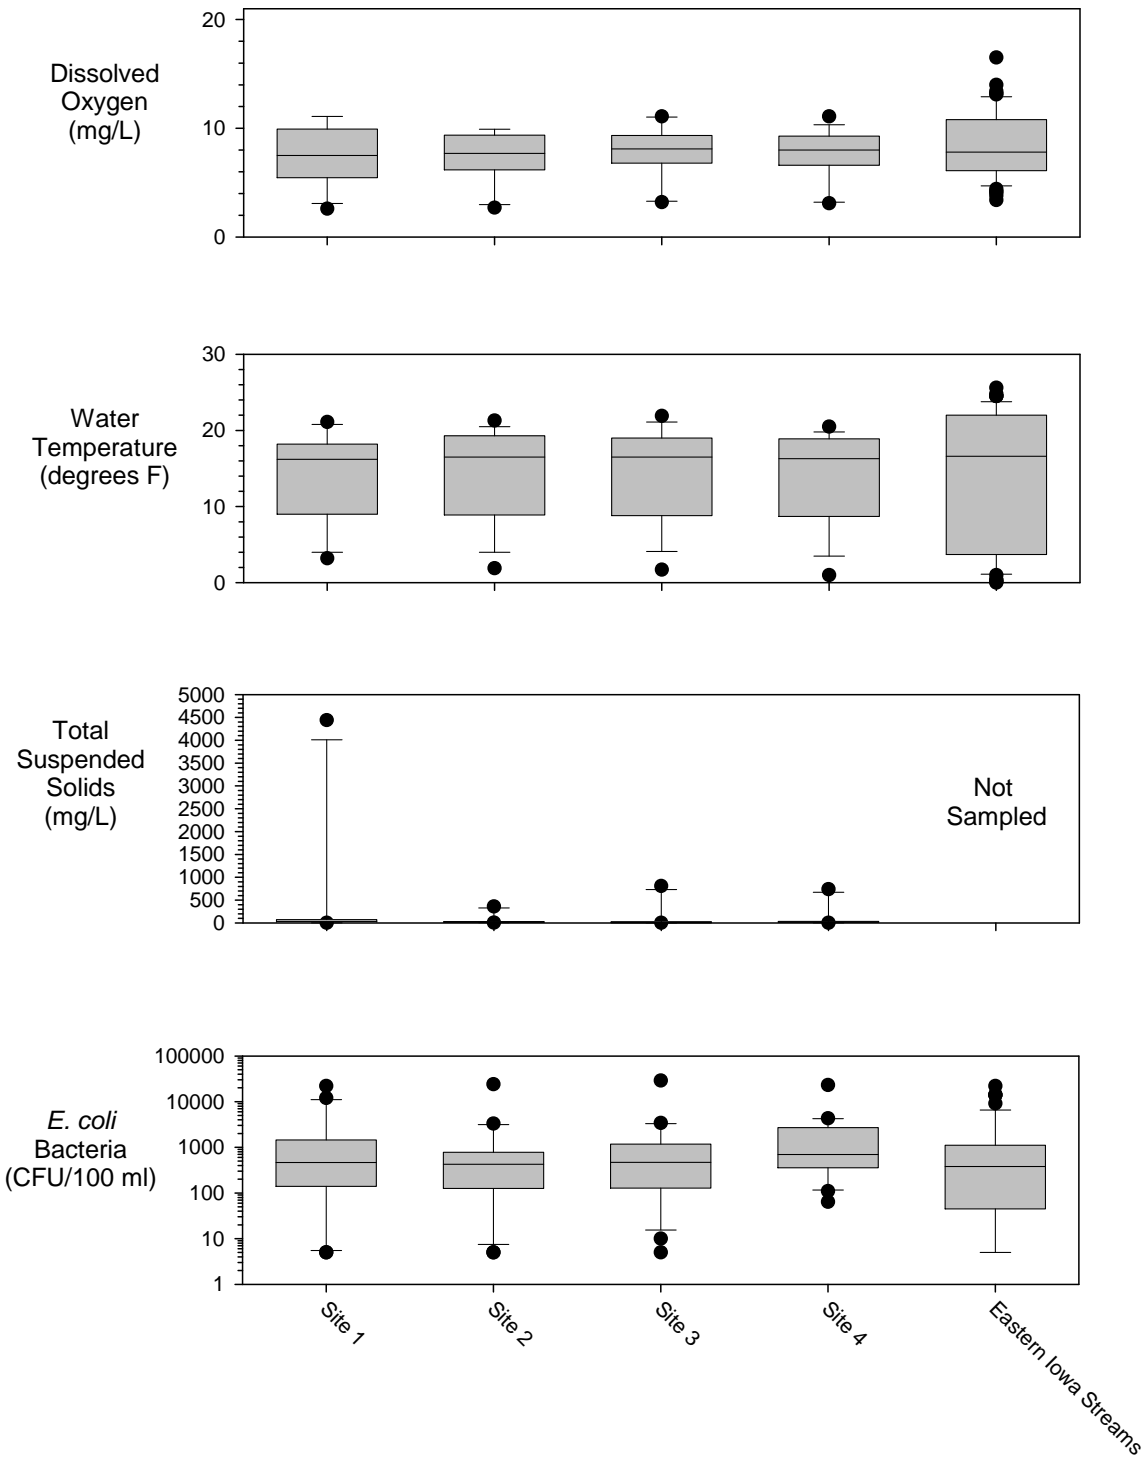 20
Dissolved
Oxygen
(mg/L)
10
0
30
Water
Temperature
(degrees F)
20
10
0
5000
4500
4000
3500
3000
2500
2000
1500
1000
500
0
Total
Suspended
Solids
(mg/L)
Not
Sampled
100000
10000
1000
100
10
1
E. coli
Bacteria
(CFU/100 ml)
Site 1
Site 2
Site 3
Site 4
Eastern Iowa Streams